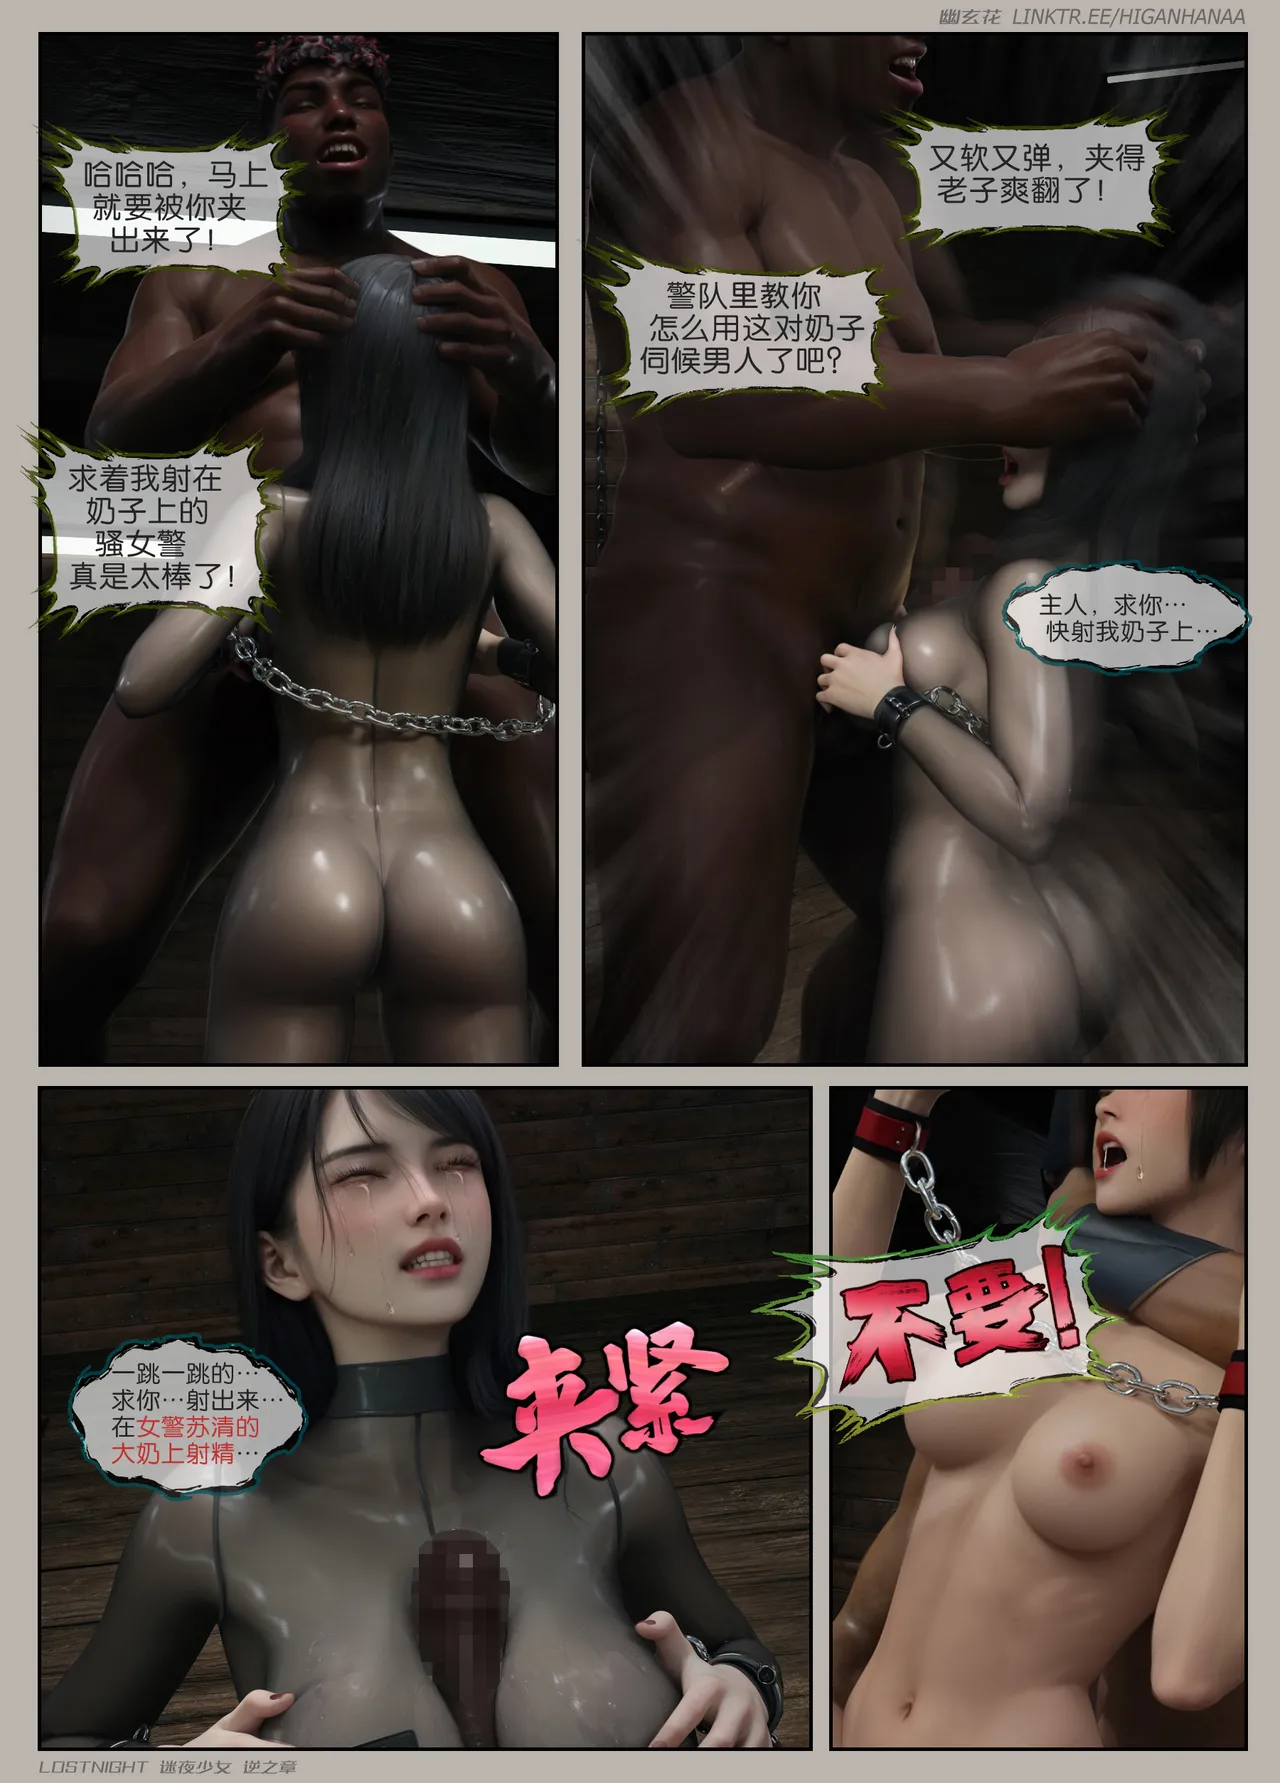 幽玄花 LINKTR.EE/HIGANHANAA
哈哈哈，马上
就要被你夹
出来了！
求着我射在
奶子上的
骚女警
真是太棒了！
又软又弹，夹得
老子爽翻了！
警队里教你
怎么用这对奶子
伺候男人了吧？
主人，求你…
快射我奶子上…
一跳一跳的…
求你…射出来…
在女警苏清的
大奶上射精…
夹紧
不要！
LOSTNIGHT 迷夜少女 逆之章